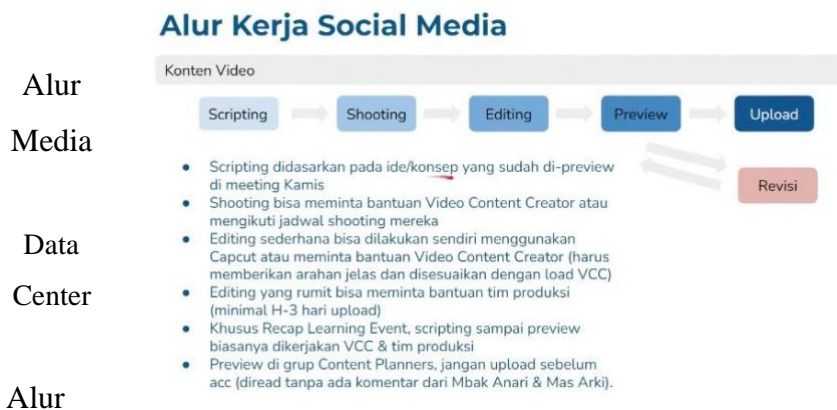 Alur Kerja Social Media
Konten Video
Alur
Media
Scripting
Shooting
Editing
Preview
Upload
Revisi
● Scripting didasarkan pada ide/konsep yang sudah di-preview
di meeting Kamis
● Shooting bisa meminta bantuan Video Content Creator atau
mengikuti jadwal shooting mereka
Data
Center
● Editing sederhana bisa dilakukan sendiri menggunakan
Capcut atau meminta bantuan Video Content Creator (harus
memberikan arahan jelas dan disesuaikan dengan load VCC)
● Editing yang rumit bisa meminta bantuan tim produksi
(minimal H-3 hari upload)
● Khusus Recap Learning Event, scripting sampai preview
biasanya dikerjakan VCC & tim produksi
● Preview di grup Content Planners, jangan upload sebelum
acc (diread tanpa ada komentar dari Mbak Anari & Mas Arki).
Alur